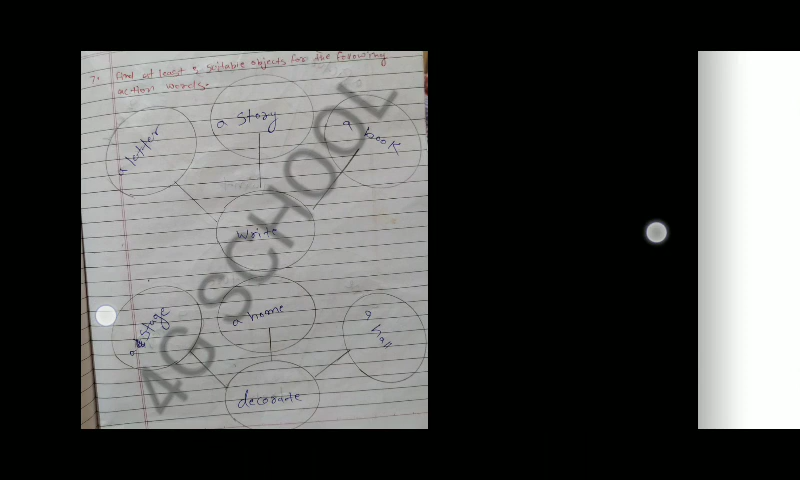 7. Find at least 3 suitable objects for the following
action words.
a letter
a story
a book
write
a stage
a home
a hall
decorate
4G SCHOOL